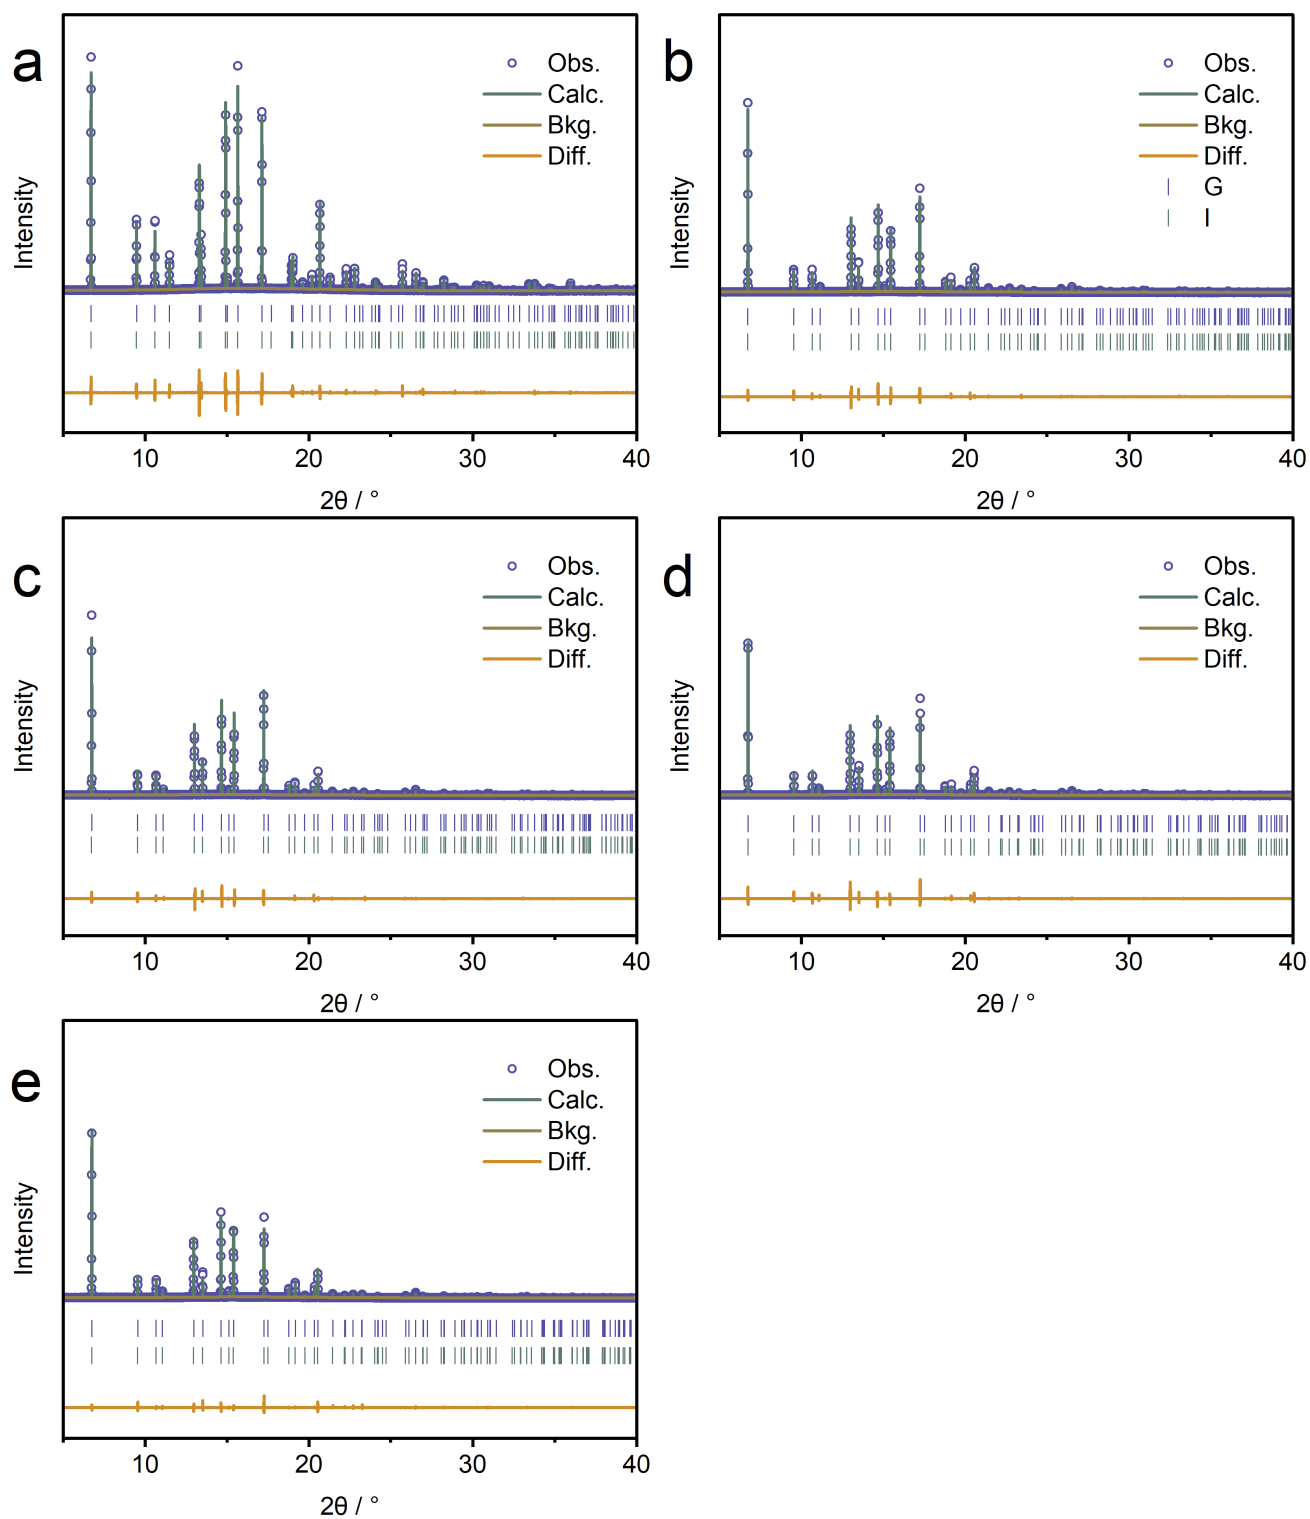 a
Obs.
Calc.
Bkg.
Diff.
Intensity
10 20 30 40
2θ / °
b
Obs.
Calc.
Bkg.
Diff.
G
I
Intensity
10 20 30 40
2θ / °
c
Obs.
Calc.
Bkg.
Diff.
Intensity
10 20 30 40
2θ / °
d
Obs.
Calc.
Bkg.
Diff.
Intensity
10 20 30 40
2θ / °
e
Obs.
Calc.
Bkg.
Diff.
Intensity
10 20 30 40
2θ / °